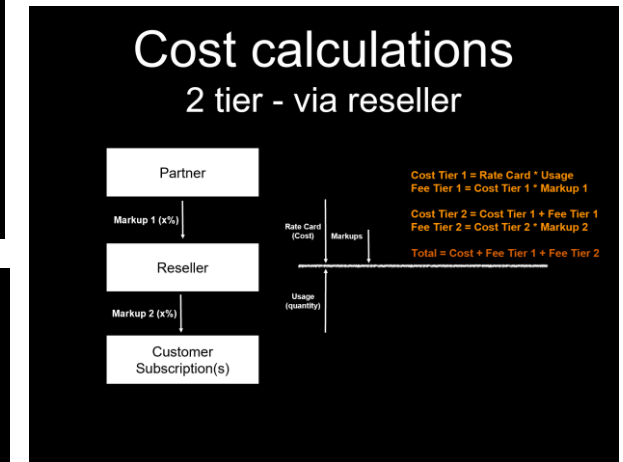 Cost calculations
2 tier - via reseller
Partner
Markup 1 (x%)
Reseller
Markup 2 (x%)
Customer
Subscription(s)
Rate Card
(Cost)
Markups
Usage
(quantity)
Cost Tier 1 = Rate Card * Usage
Fee Tier 1 = Cost Tier 1 * Markup 1
Cost Tier 2 = Cost Tier 1 + Fee Tier 1
Fee Tier 2 = Cost Tier 2 * Markup 2
Total = Cost + Fee Tier 1 + Fee Tier 2